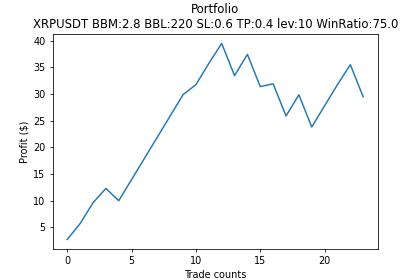 Portfolio
XRPUSDT BBM:2.8 BBL:220 SL:0.6 TP:0.4 lev:10 WinRatio:75.0
40
35
30
25
20
15
10
5
Profit ($)
0 5 10 15 20
Trade counts